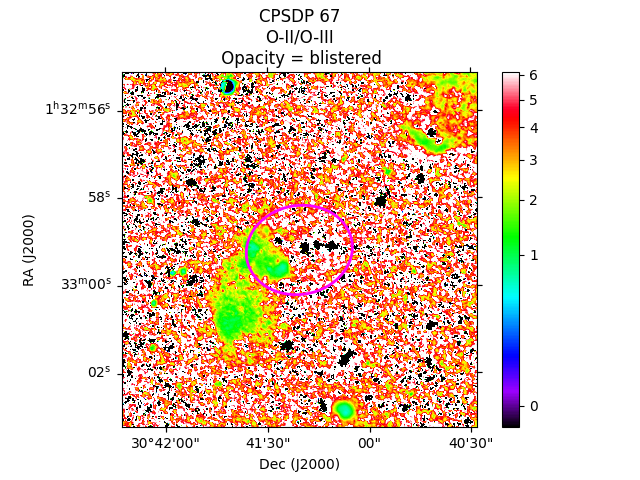 CPSDP 67
O-II/O-III
Opacity = blistered
6
5
4
3
2
1
0
1ʰ32ᵐ56ˢ
58ˢ
33ᵐ00ˢ
02ˢ
RA (J2000)
30°42'00" 41'30" 00" 40'30"
Dec (J2000)